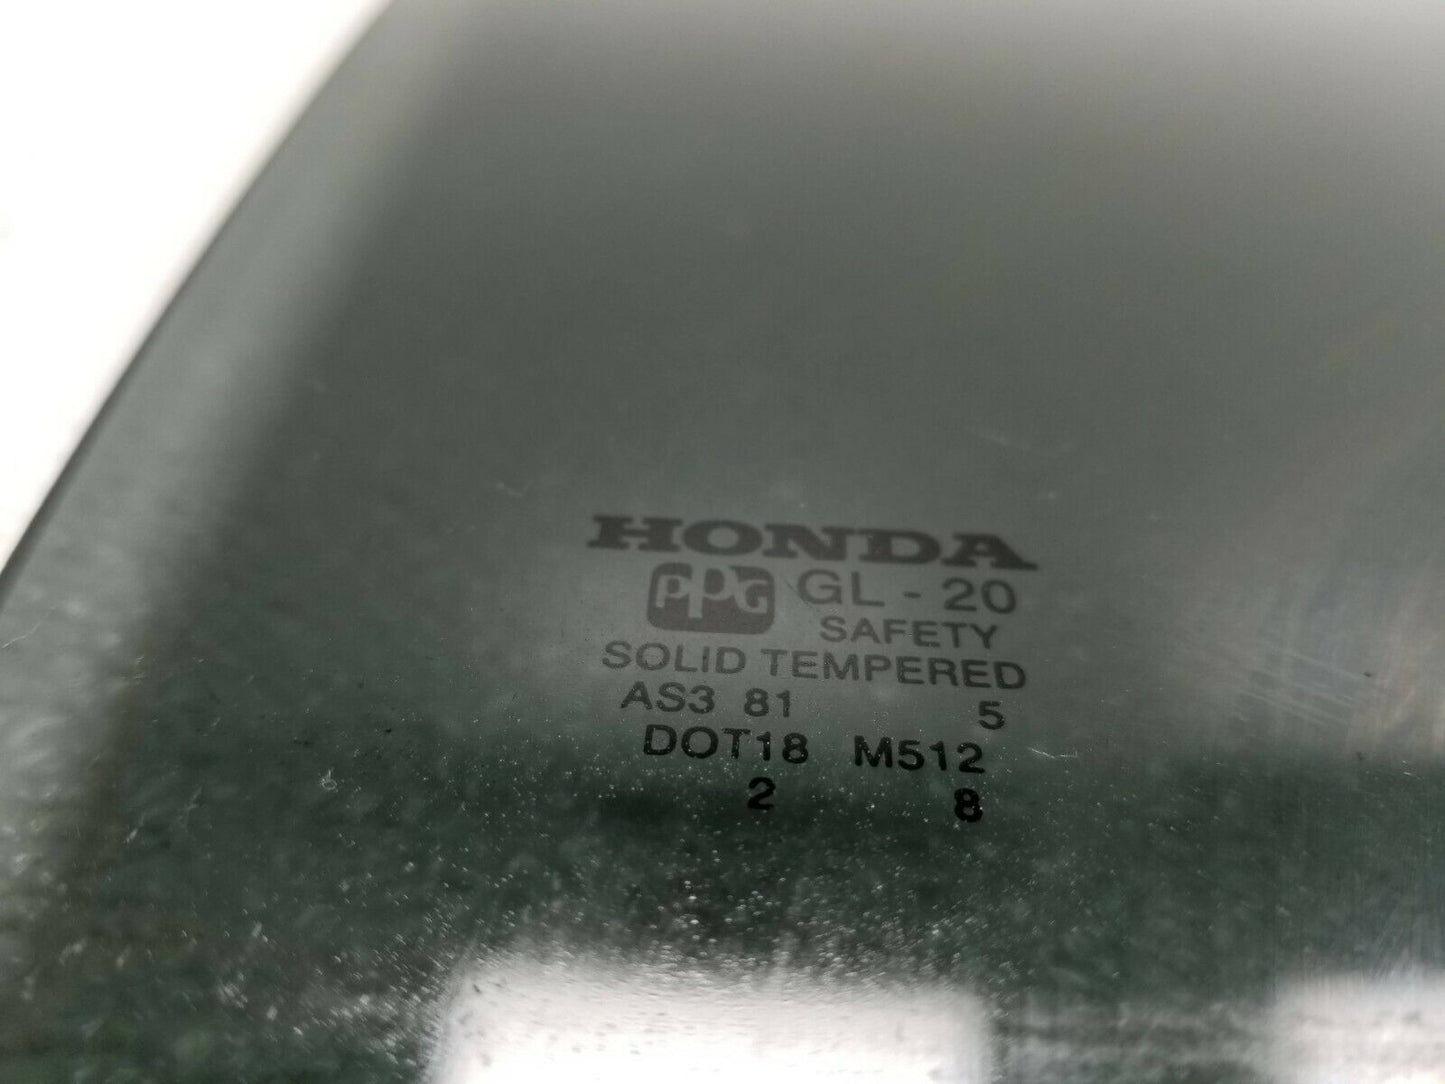 HONDA
PPG GL - 20
SAFETY
SOLID TEMPERED
AS3 81 5
DOT18 M512
2 8